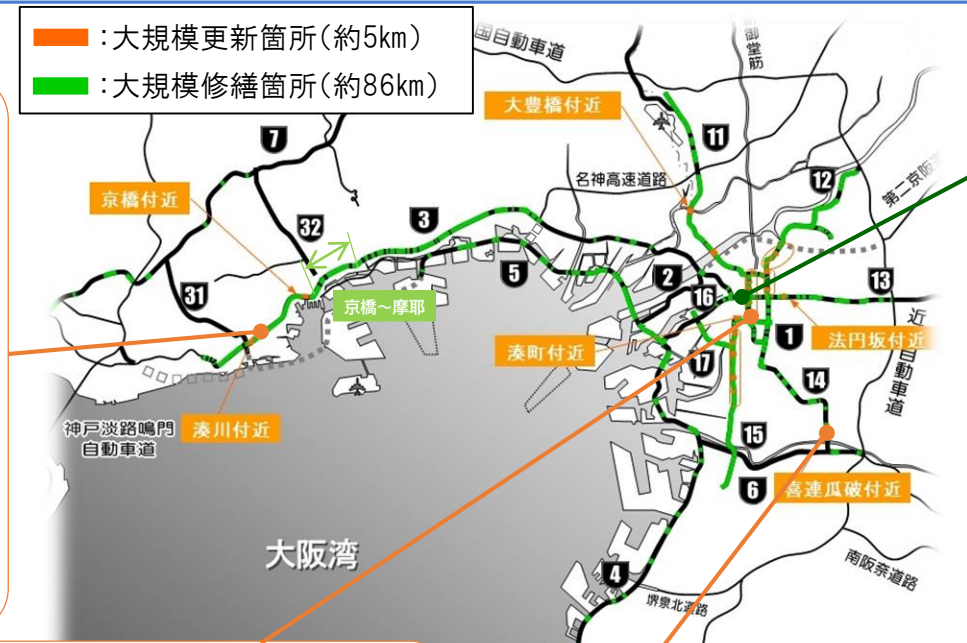 ：大規模更新箇所（約5km）
：大規模修繕箇所（約86km）
国自動車道
新御堂筋
大豊橋付近
7
11
12
名神高速道路
第二京阪道
京橋付近
32
3
5
2
16
13
31
京橋～摩耶
湊町付近
1
法円坂付近
近
自動車道
17
14
神戸淡路鳴門
自動車道
湊川付近
15
6
喜連瓜破付近
大阪湾
4
堺泉北道路
南阪奈道路